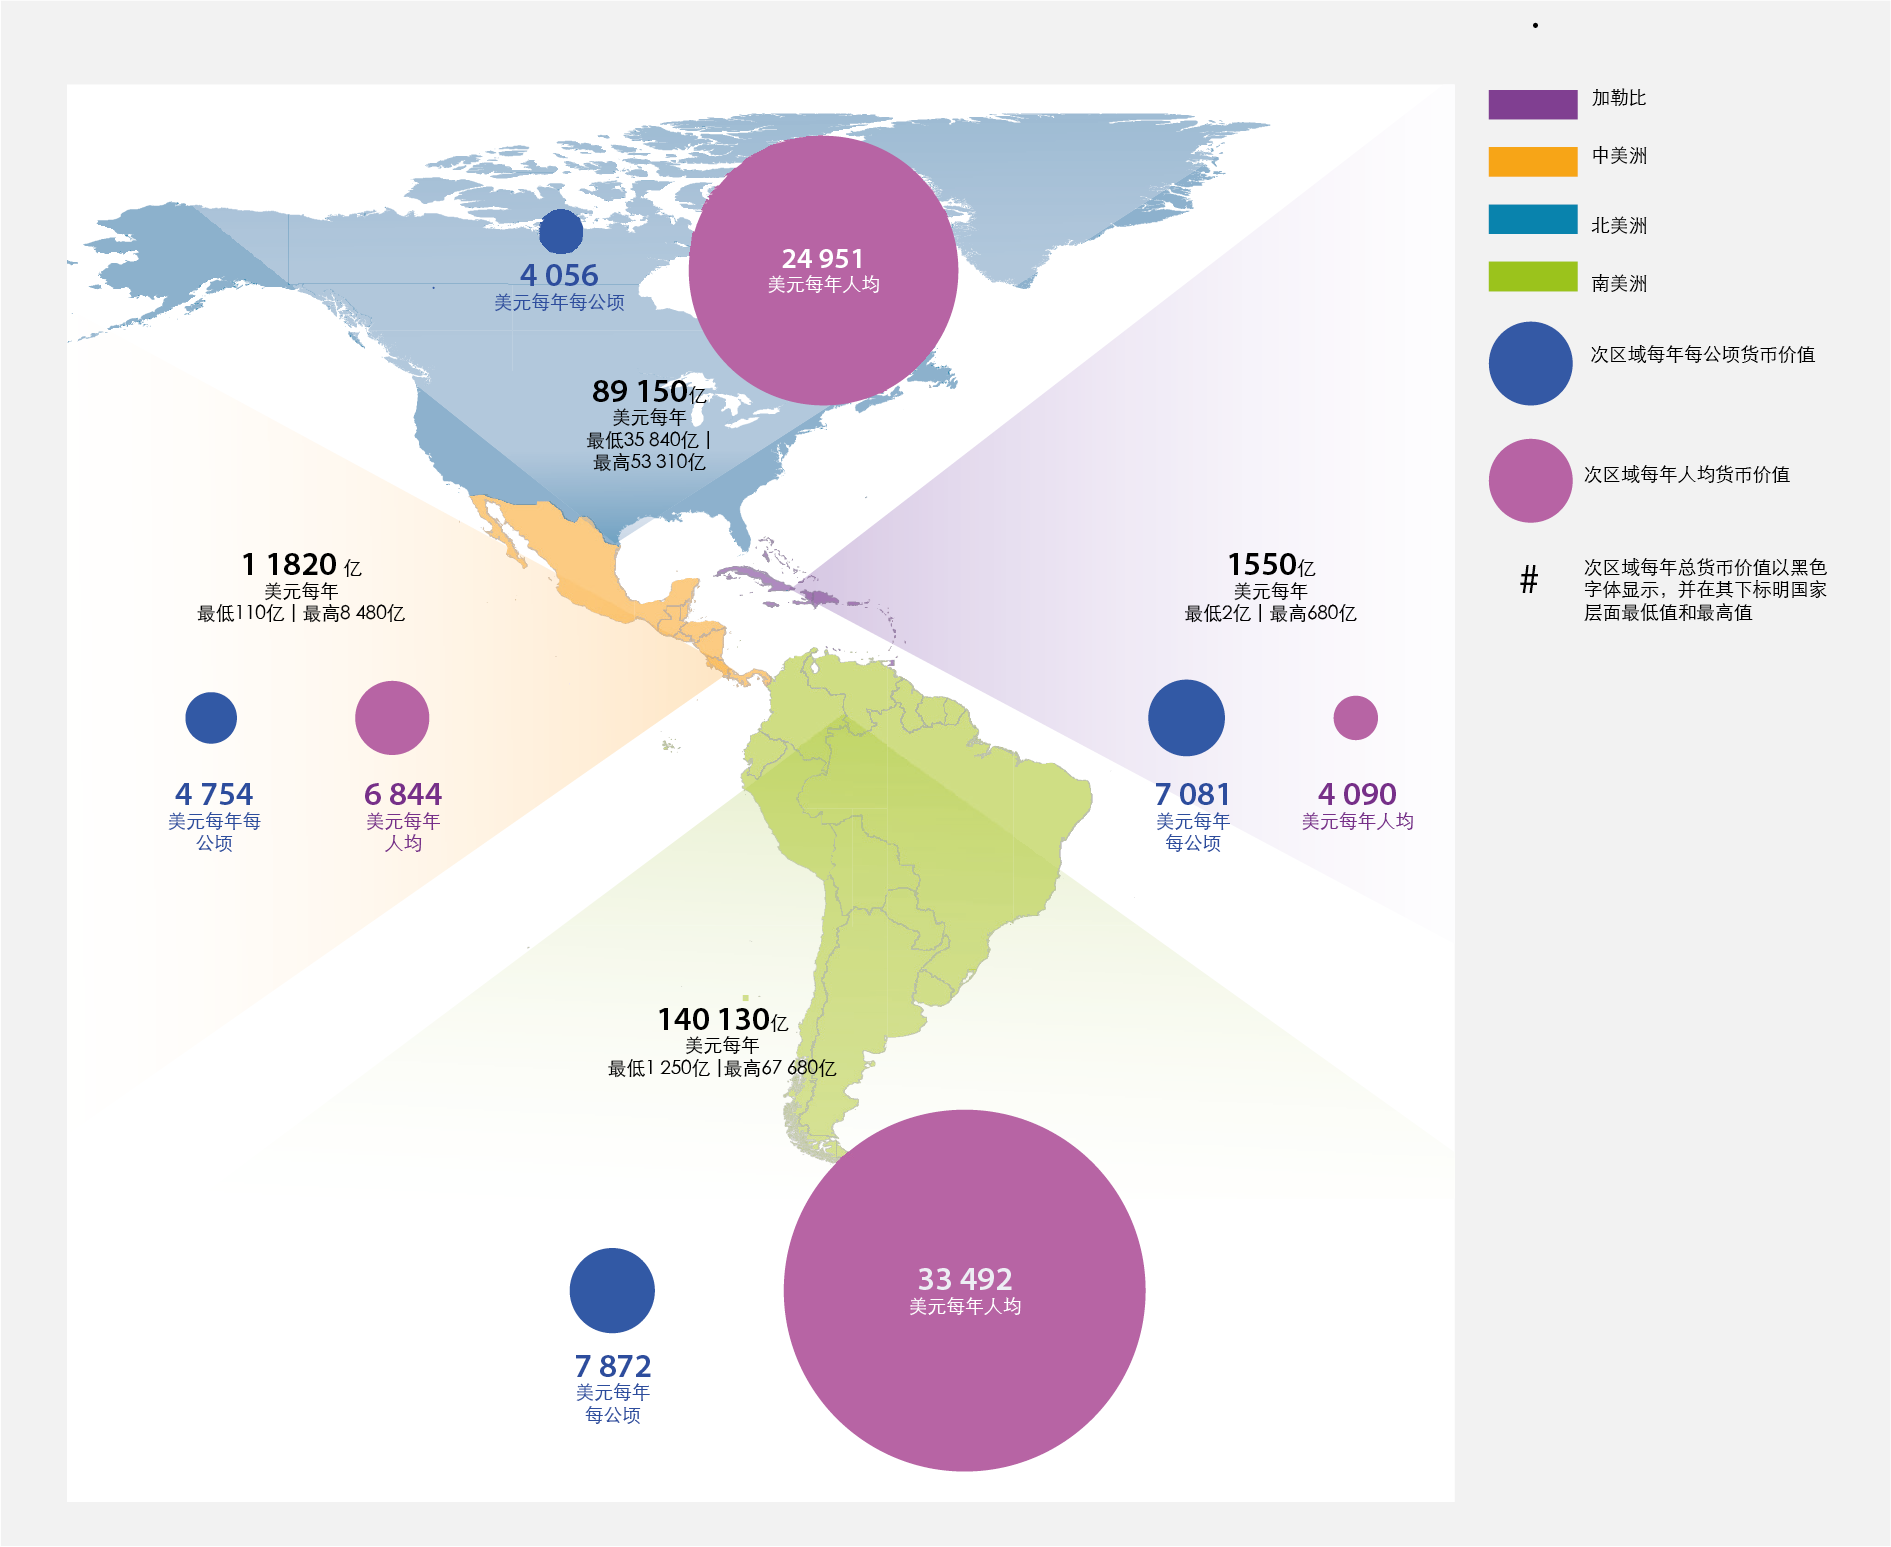 加勒比
中美洲
北美洲
南美洲
次区域每年每公顷货币价值
次区域每年人均货币价值
#
次区域每年总货币价值以黑色
字体显示，并在其下标明国家
层面最低值和最高值
4 056
美元每年每公顷
24 951
美元每年人均
89 150亿
美元每年
最低35 840亿 |
最高53 310亿
1 1820 亿
美元每年
最低110亿 | 最高8 480亿
4 754
美元每年每
公顷
6 844
美元每年
人均
1550亿
美元每年
最低2亿 | 最高680亿
7 081
美元每年
每公顷
4 090
美元每年人均
140 130亿
美元每年
最低1 250亿 |最高67 680亿
7 872
美元每年
每公顷
33 492
美元每年人均